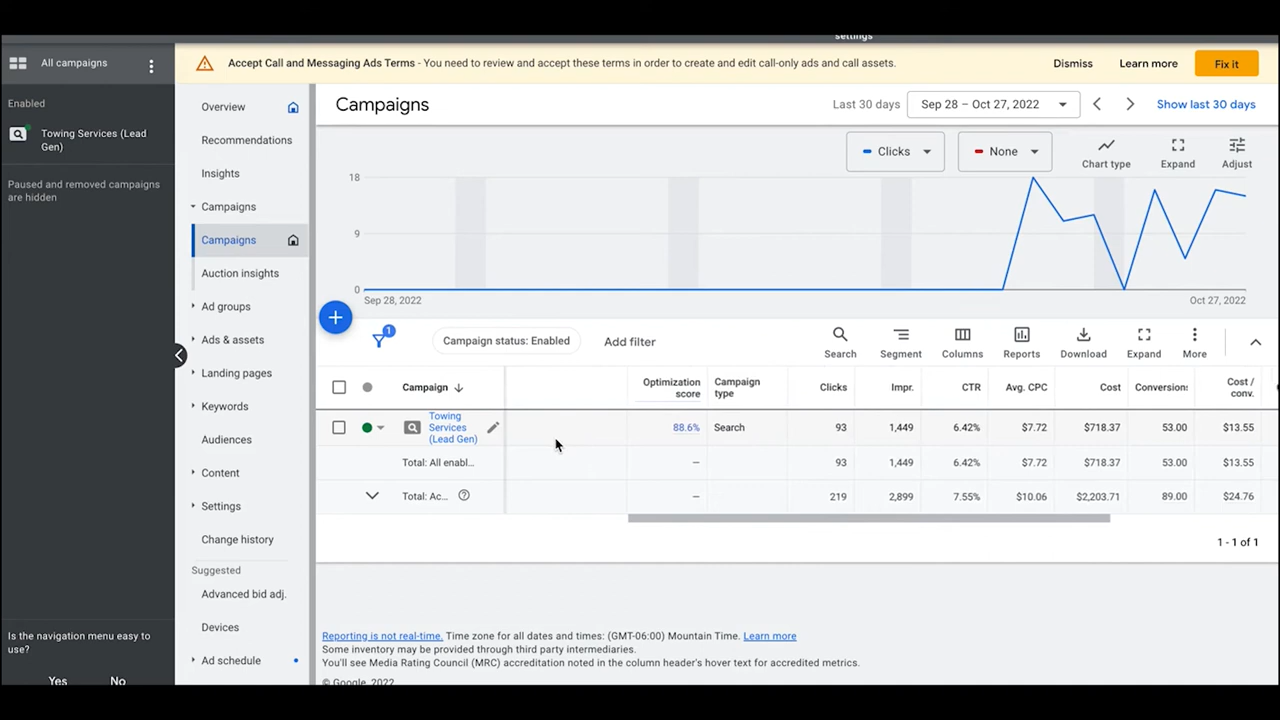 settings
All campaigns
Accept Call and Messaging Ads Terms - You need to review and accept these terms in order to create and edit call-only ads and call assets.
Dismiss
Learn more
Fix it
Enabled
Towing Services (Lead
Gen)
Paused and removed campaigns
are hidden
Is the navigation menu easy to
use?
Yes
No
Overview
Recommendations
Insights
Campaigns
Campaigns
Auction insights
Ad groups
Ads & assets
Landing pages
Keywords
Audiences
Content
Settings
Change history
Suggested
Advanced bid adj.
Devices
Ad schedule
Campaigns
Last 30 days
Sep 28 – Oct 27, 2022
Show last 30 days
Clicks
None
Chart type
Expand
Adjust
18
9
0
Sep 28, 2022
Oct 27, 2022
1
Campaign status: Enabled
Add filter
Search
Segment
Columns
Reports
Download
Expand
More
Campaign
Optimization
score
Campaign
type
Clicks
Impr.
CTR
Avg. CPC
Cost
Conversions
Cost /
conv.
Towing
Services
(Lead Gen)
88.6% Search 93 1,449 6.42% $7.72 $718.37 53.00 $13.55
Total: All enabl... – 93 1,449 6.42% $7.72 $718.37 53.00 $13.55
Total: Ac... – 219 2,899 7.55% $10.06 $2,203.71 89.00 $24.76
1 - 1 of 1
Reporting is not real-time. Time zone for all dates and times: (GMT-06:00) Mountain Time. Learn more
Some inventory may be provided through third party intermediaries.
You'll see Media Rating Council (MRC) accreditation noted in the column header's hover text for accredited metrics.
© Google, 2022